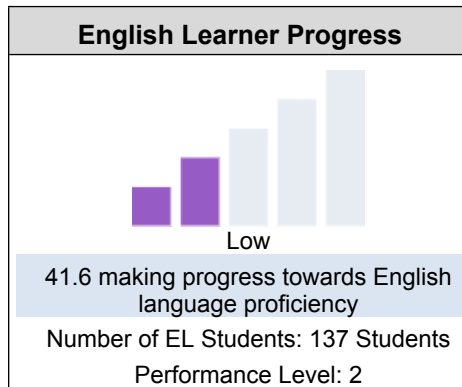 English Learner Progress
Low
41.6 making progress towards English
language proficiency
Number of EL Students: 137 Students
Performance Level: 2